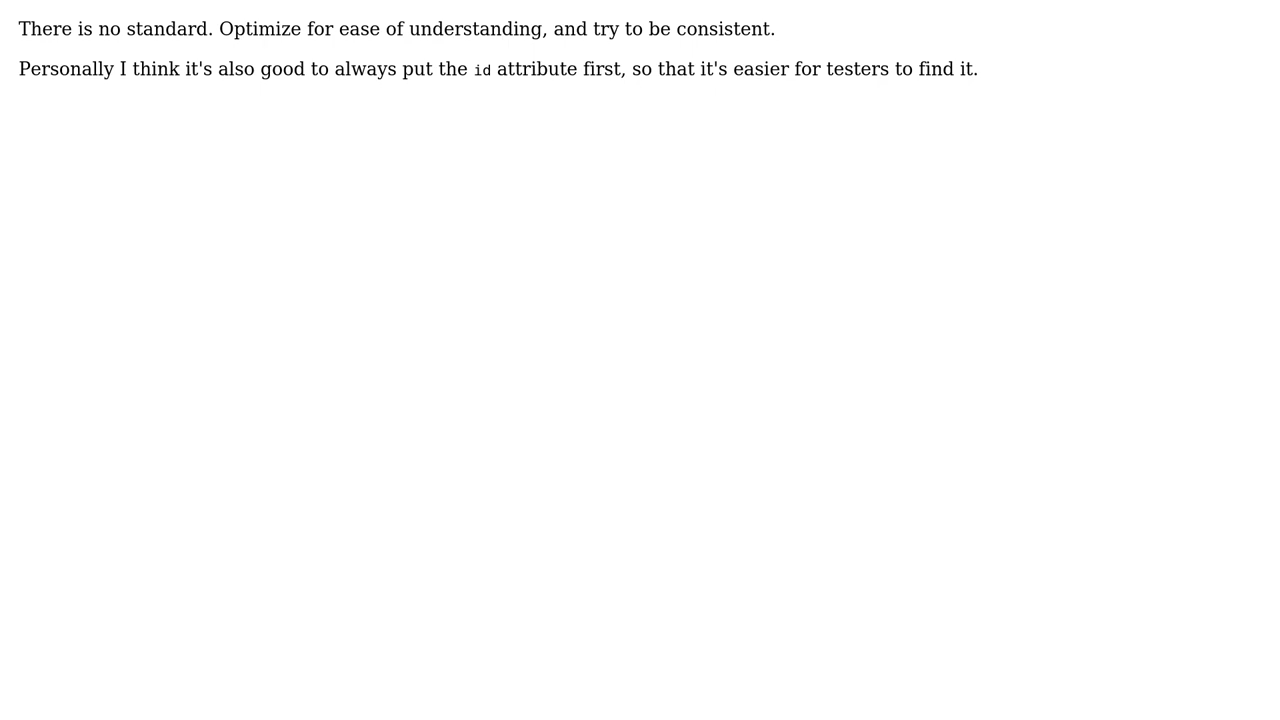 There is no standard. Optimize for ease of understanding, and try to be consistent.
Personally I think it's also good to always put the id attribute first, so that it's easier for testers to find it.